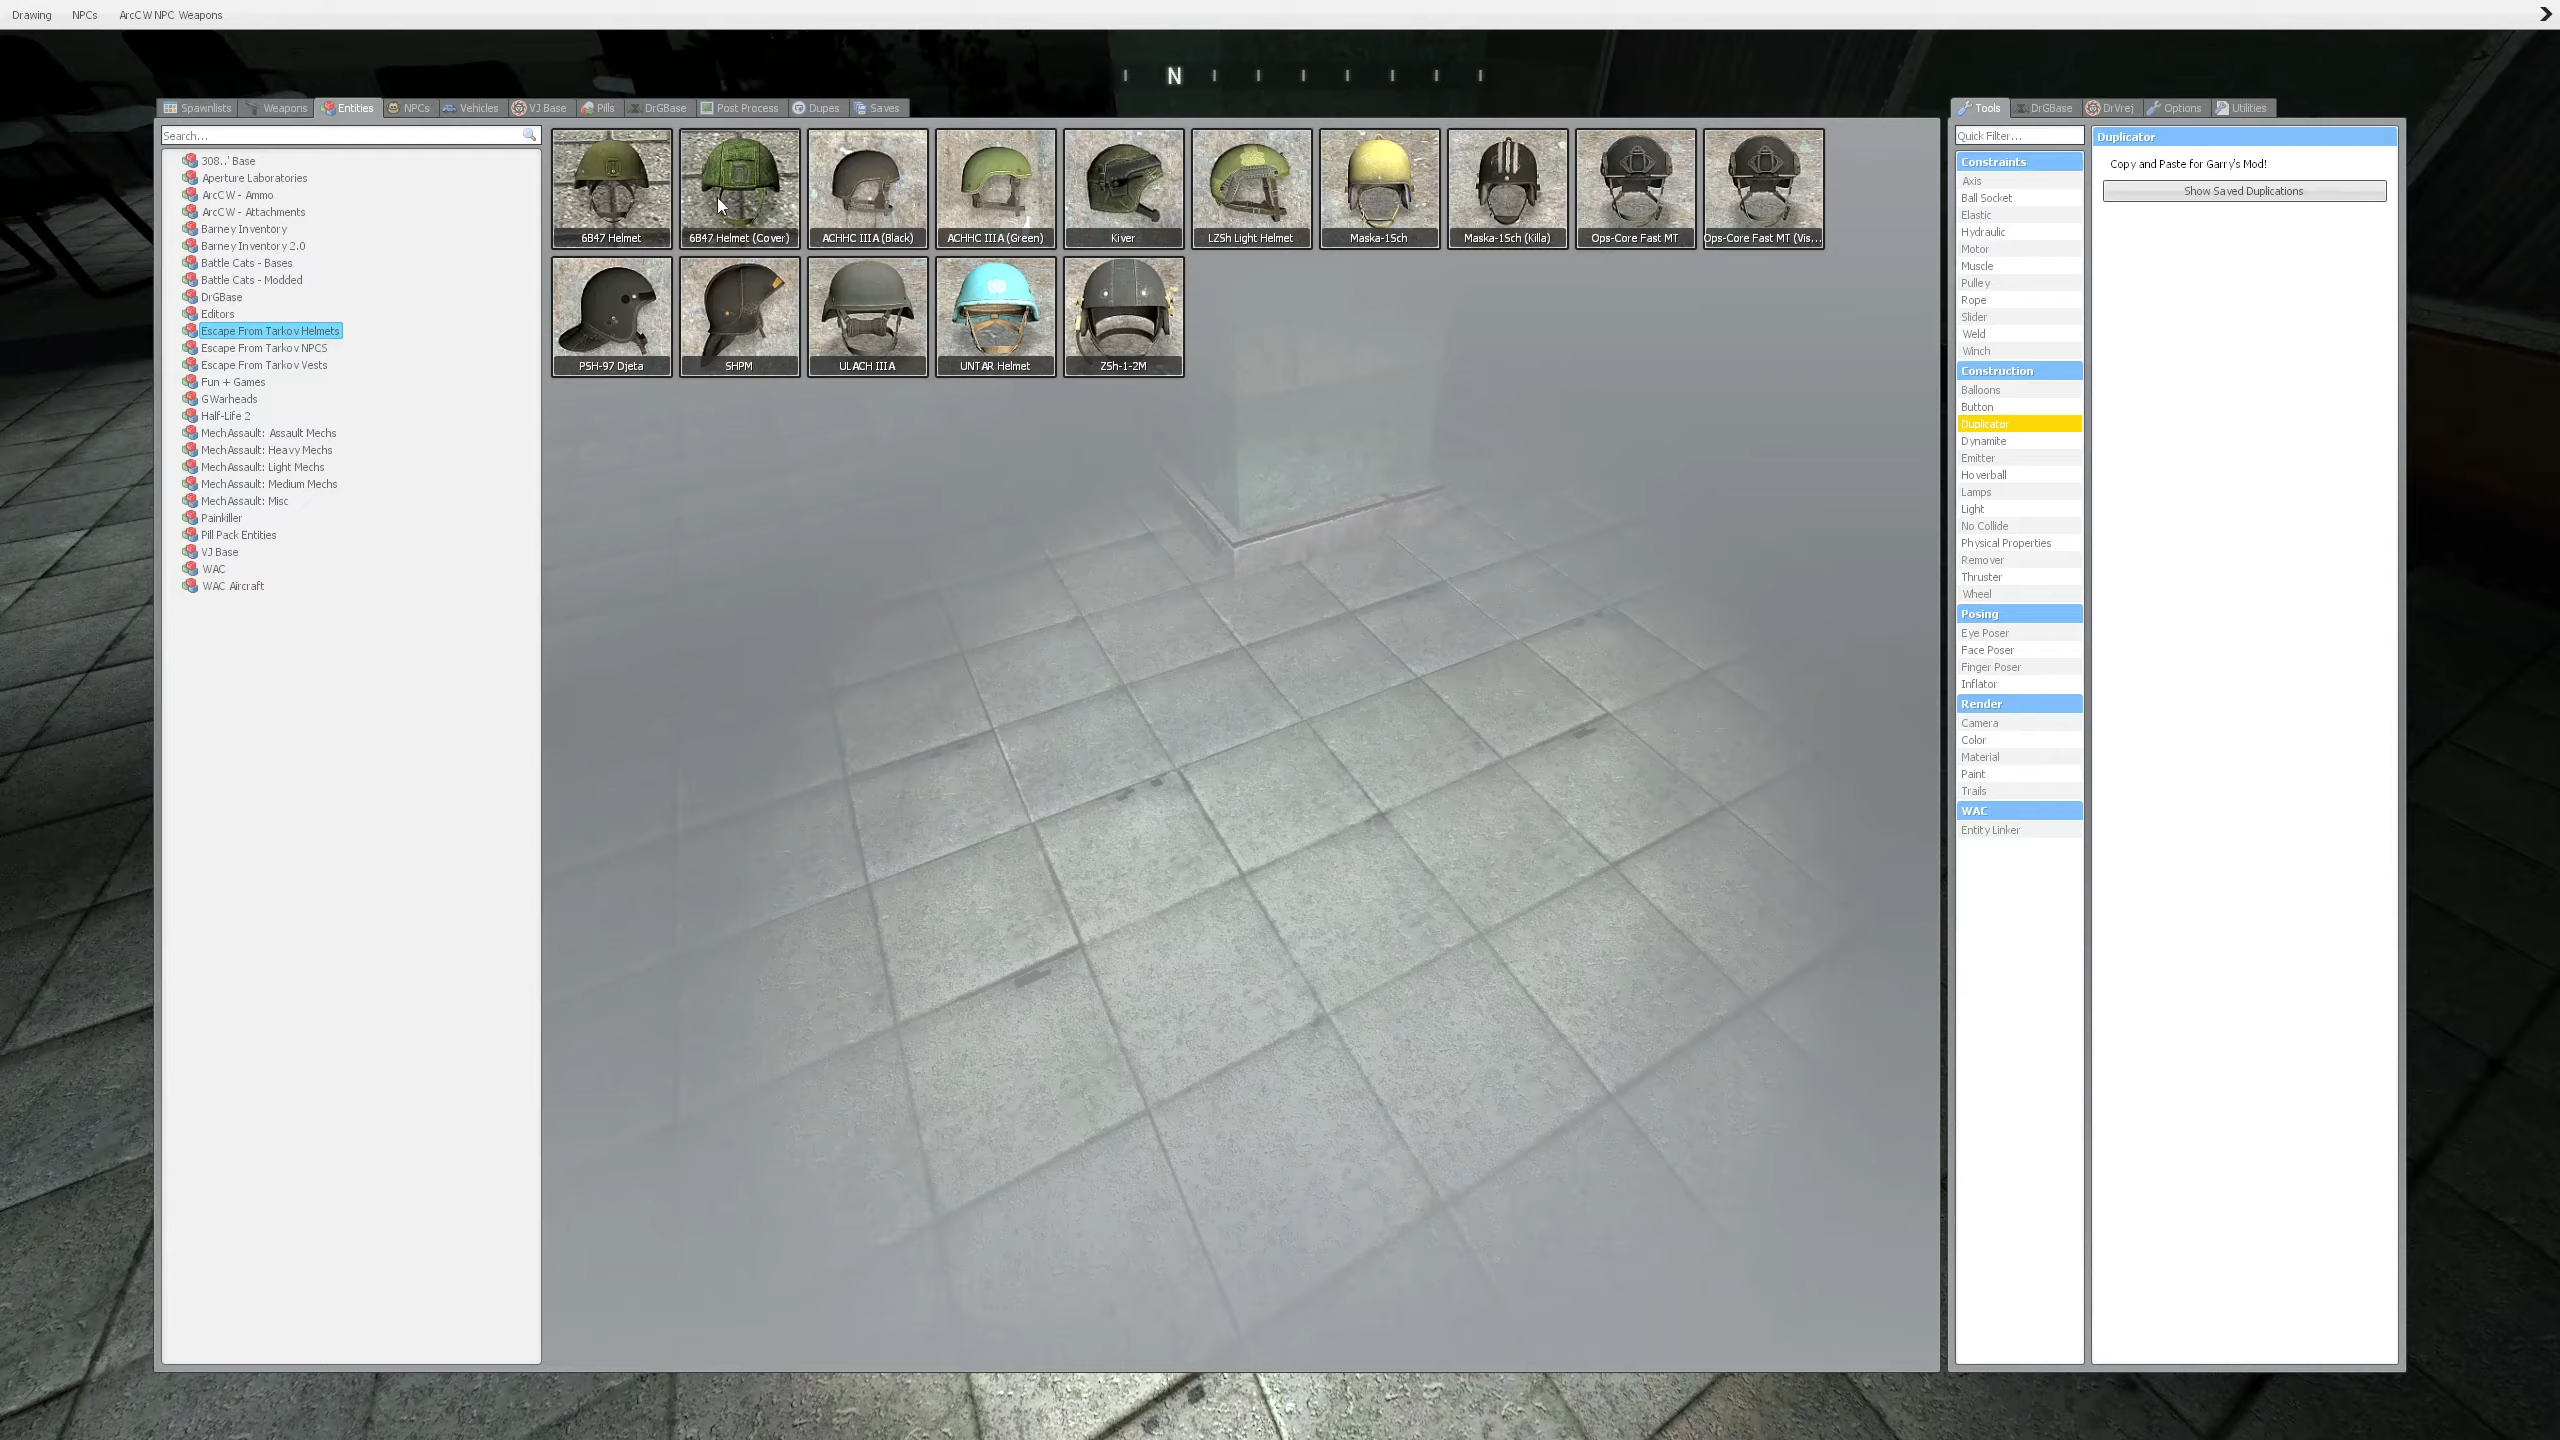 Drawing NPCs ArcCW NPC Weapons
N
Spawnlists Weapons Entities NPCs Vehicles VJ Base Pills DrGBase Post Process Dupes Saves
Search...
308..' Base
Aperture Laboratories
ArcCW - Ammo
ArcCW - Attachments
Barney Inventory
Barney Inventory 2.0
Battle Cats - Bases
Battle Cats - Modded
DrGBase
Editors
Escape From Tarkov Helmets
Escape From Tarkov NPCS
Escape From Tarkov Vests
Fun + Games
GWarheads
Half-Life 2
MechAssault: Assault Mechs
MechAssault: Heavy Mechs
MechAssault: Light Mechs
MechAssault: Medium Mechs
MechAssault: Misc
Painkiller
Pill Pack Entities
VJ Base
WAC
WAC Aircraft
6B47 Helmet 6B47 Helmet (Cover) ACHHC IIIA (Black) ACHHC IIIA (Green) Kiver LZSh Light Helmet Maska-1Sch Maska-1Sch (Killa) Ops-Core Fast MT Ops-Core Fast MT (Vis...
PSH-97 Djeta SHPM ULACH IIIA UNTAR Helmet ZSh-1-2M
Tools DrGBase DrVrej Options Utilities
Quick Filter...
Constraints
Axis
Ball Socket
Elastic
Hydraulic
Motor
Muscle
Pulley
Rope
Slider
Weld
Winch
Construction
Balloons
Button
Duplicator
Dynamite
Emitter
Hoverball
Lamps
Light
No Collide
Physical Properties
Remover
Thruster
Wheel
Posing
Eye Poser
Face Poser
Finger Poser
Inflator
Render
Camera
Color
Material
Paint
Trails
WAC
Entity Linker
Duplicator
Copy and Paste for Garry's Mod!
Show Saved Duplications